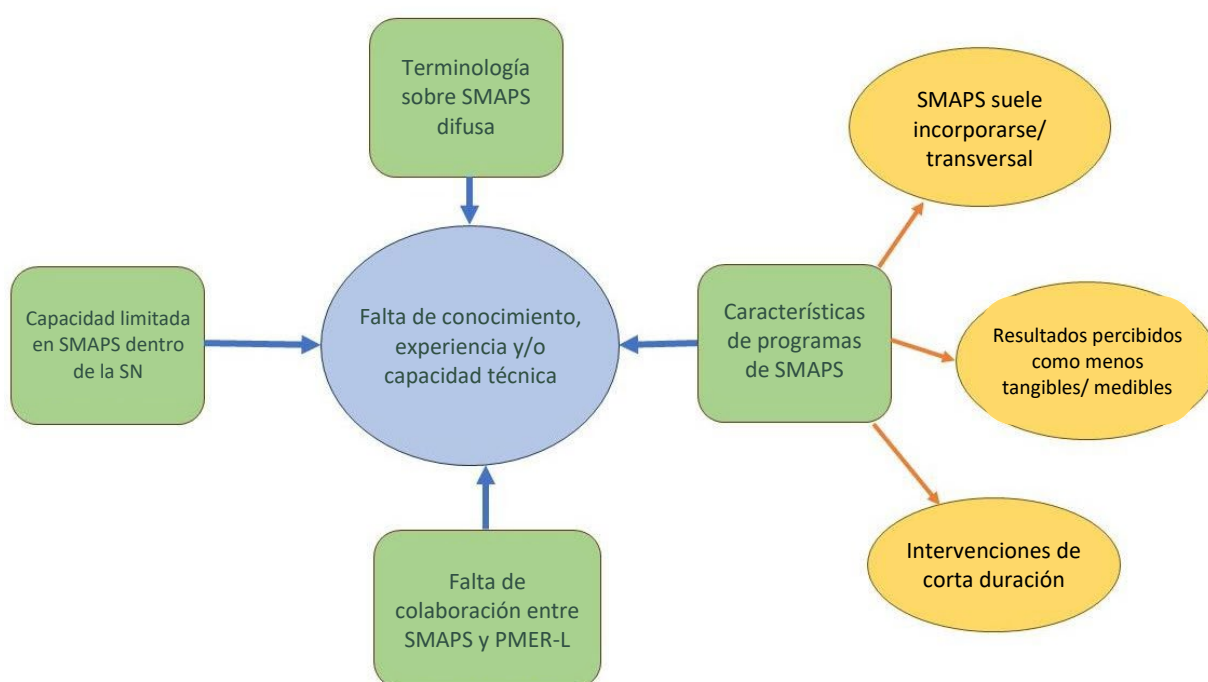 Terminología
sobre SMAPS
difusa
SMAPS suele
incorporarse/
transversal
Capacidad limitada
en SMAPS dentro
de la SN
Falta de conocimiento,
experiencia y/o
capacidad técnica
Características
de programas
de SMAPS
Resultados percibidos
como menos
tangibles/ medibles
Falta de
colaboración entre
SMAPS y PMER-L
Intervenciones de
corta duración